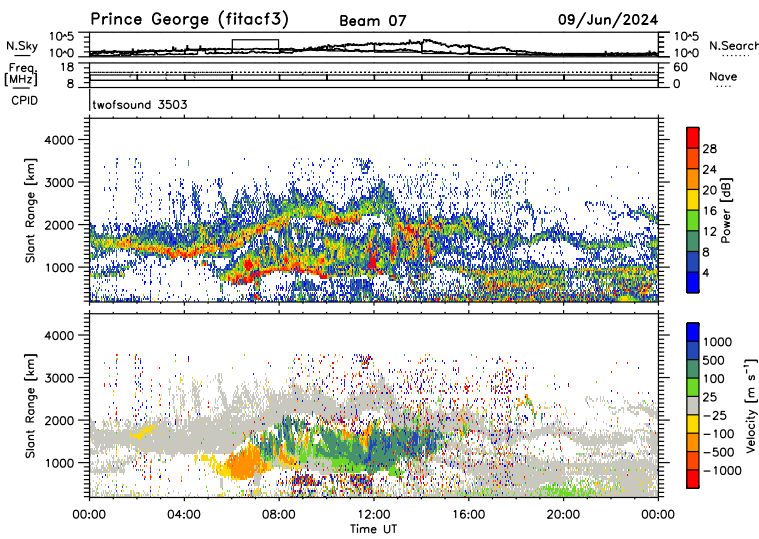 Prince George (fitacf3) Beam 07 09/Jun/2024
N.Sky 10^5 10^0 10^5 10^0 N.Search
Freq [MHz] 18 8 60 0 Nave
CPID twofsound 3503
Slant Range [km] 4000 3000 2000 1000
Power [dB] 28 24 20 16 12 8 4
Slant Range [km] 4000 3000 2000 1000
Velocity [m s⁻¹] 1000 500 100 25 −25 −100 −500 −1000
00:00 04:00 08:00 12:00 16:00 20:00 00:00
Time UT